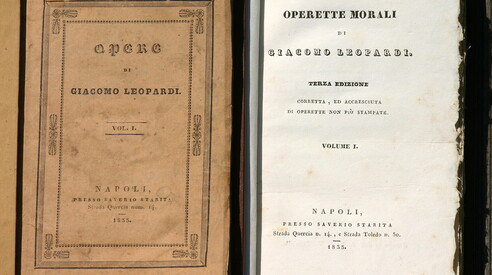 OPERE
DI
GIACOMO LEOPARDI.
VOL. I.
NAPOLI,
PRESSO SAVERIO STARITA
Strada Quercia num. 14.
1835.
OPERETTE MORALI
DI
GIACOMO LEOPARDI.
TERZA EDIZIONE
CORRETTA, ED ACCRESCIUTA
DI OPERETTE NON PIÙ STAMPATE.
VOLUME I.
NAPOLI,
PRESSO SAVERIO STARITA
Strada Quercia n. 14., e Strada Toledo n. 50.
1835.